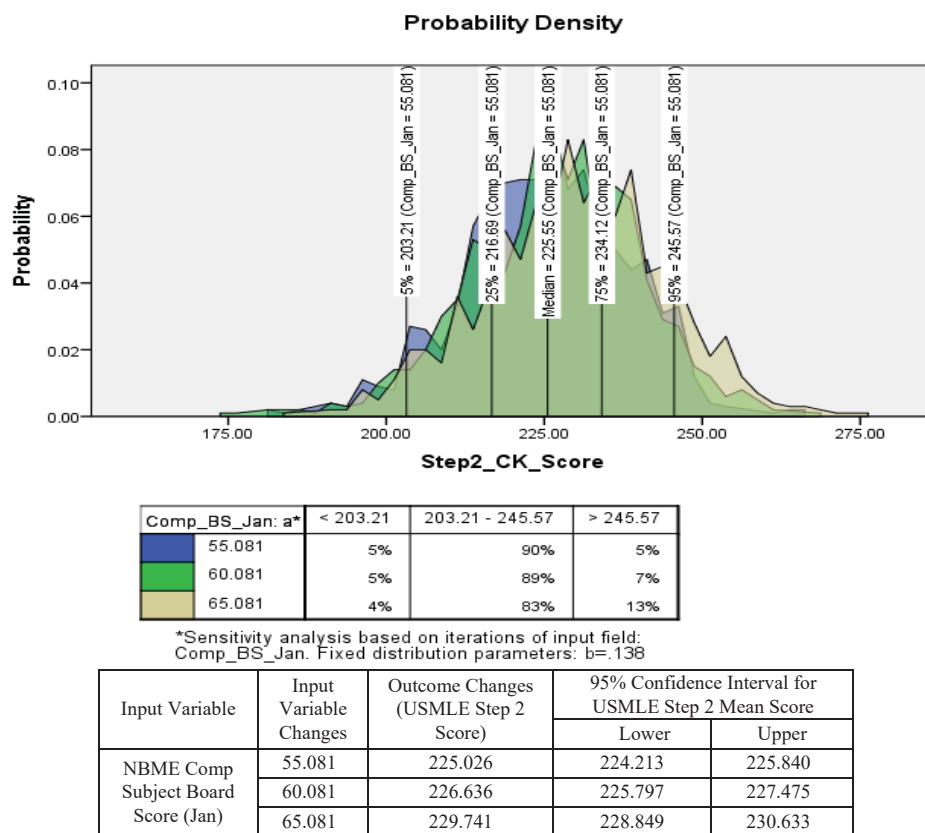 Probability Density
Probability
0.10
0.08
0.06
0.04
0.02
0.00
5% = 203.21 (Comp_BS_Jan = 55.081)
25% = 216.69 (Comp_BS_Jan = 55.081)
Median = 225.55 (Comp_BS_Jan = 55.081)
75% = 234.12 (Comp_BS_Jan = 55.081)
95% = 245.57 (Comp_BS_Jan = 55.081)
175.00 200.00 225.00 250.00 275.00
Step2_CK_Score
Comp_BS_Jan: a* < 203.21 203.21 - 245.57 > 245.57
55.081 5% 90% 5%
60.081 5% 89% 7%
65.081 4% 83% 13%
*Sensitivity analysis based on iterations of input field:
Comp_BS_Jan. Fixed distribution parameters: b=.138
Input Variable
Input
Variable
Changes
Outcome Changes
(USMLE Step 2
Score)
95% Confidence Interval for
USMLE Step 2 Mean Score
Lower Upper
NBME Comp
Subject Board
Score (Jan)
55.081 225.026 224.213 225.840
60.081 226.636 225.797 227.475
65.081 229.741 228.849 230.633